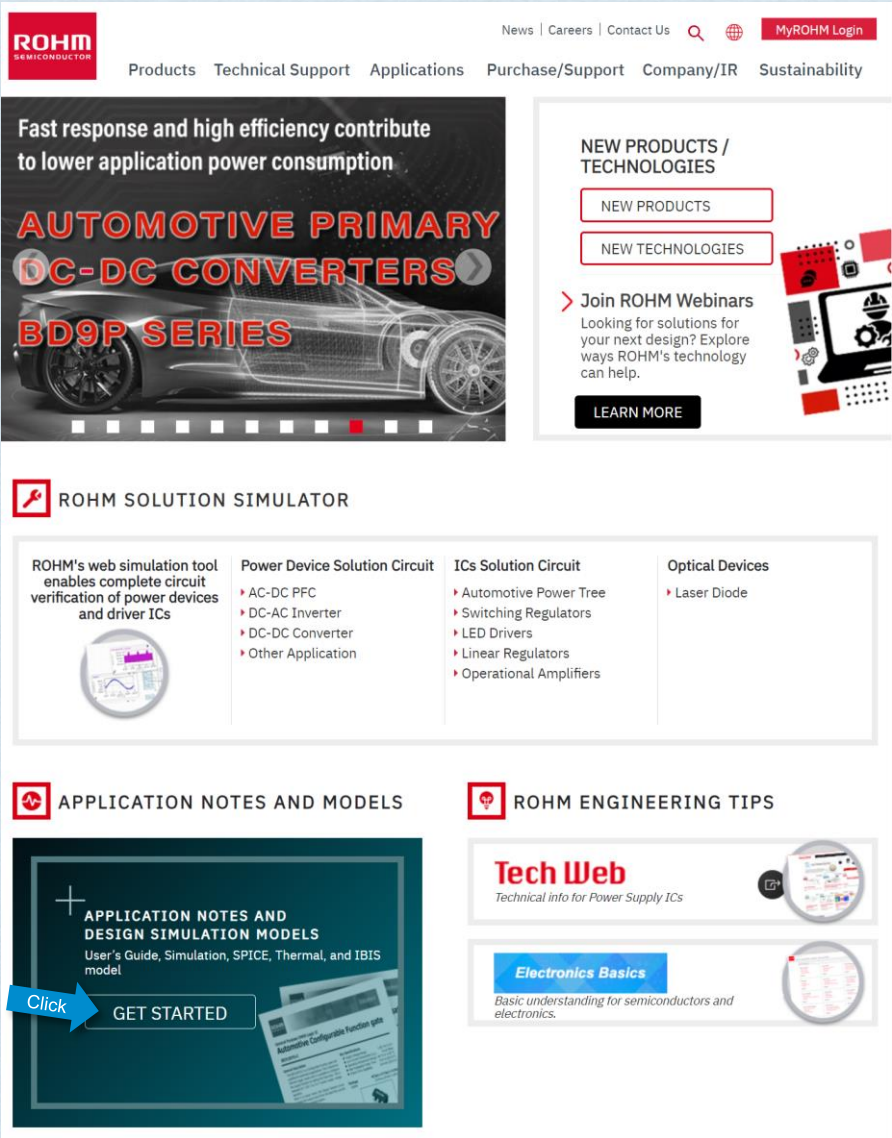 ROHM
SEMICONDUCTOR
News | Careers | Contact Us
MyROHM Login
Products Technical Support Applications Purchase/Support Company/IR Sustainability
Fast response and high efficiency contribute
to lower application power consumption
AUTOMOTIVE PRIMARY
DC-DC CONVERTERS
BD9P SERIES
NEW PRODUCTS /
TECHNOLOGIES
NEW PRODUCTS
NEW TECHNOLOGIES
Join ROHM Webinars
Looking for solutions for
your next design? Explore
ways ROHM's technology
can help.
LEARN MORE
ROHM SOLUTION SIMULATOR
ROHM's web simulation tool
enables complete circuit
verification of power devices
and driver ICs
Power Device Solution Circuit
AC-DC PFC
DC-AC Inverter
DC-DC Converter
Other Application
ICs Solution Circuit
Automotive Power Tree
Switching Regulators
LED Drivers
Linear Regulators
Operational Amplifiers
Optical Devices
Laser Diode
APPLICATION NOTES AND MODELS
APPLICATION NOTES AND
DESIGN SIMULATION MODELS
User's Guide, Simulation, SPICE, Thermal, and IBIS
model
Click
GET STARTED
Automotive Configurable Function gate
ROHM ENGINEERING TIPS
Tech Web
Technical info for Power Supply ICs
Electronics Basics
Basic understanding for semiconductors and
electronics.